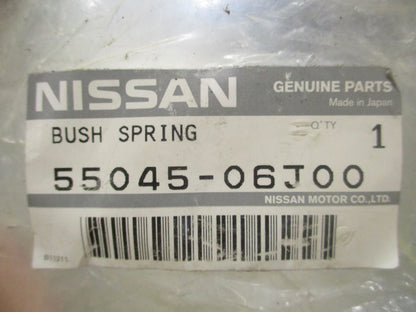 NISSAN
GENUINE PARTS
Made in Japan
BUSH SPRING
Q'TY
1
55045-06J00
NISSAN MOTOR CO.,LTD.